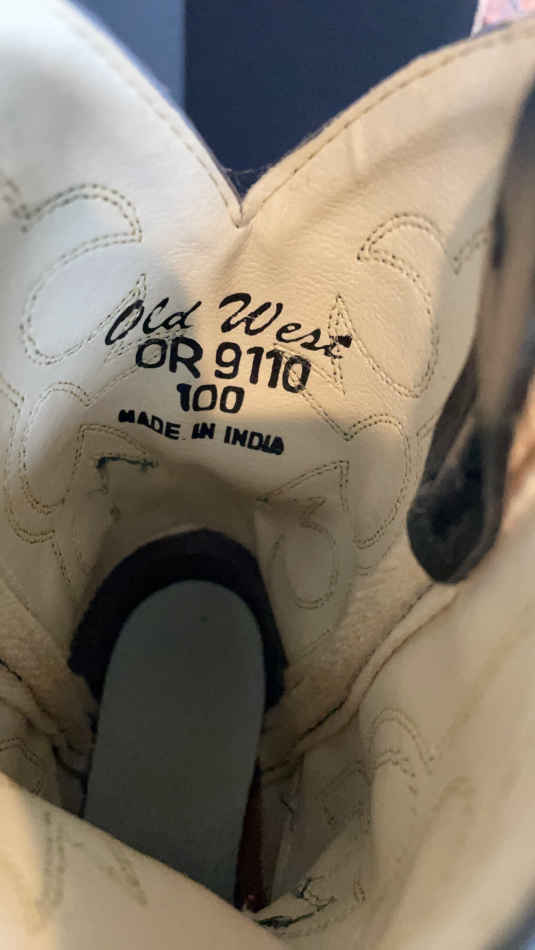 Old West
OR 9110
100
MADE IN INDIA